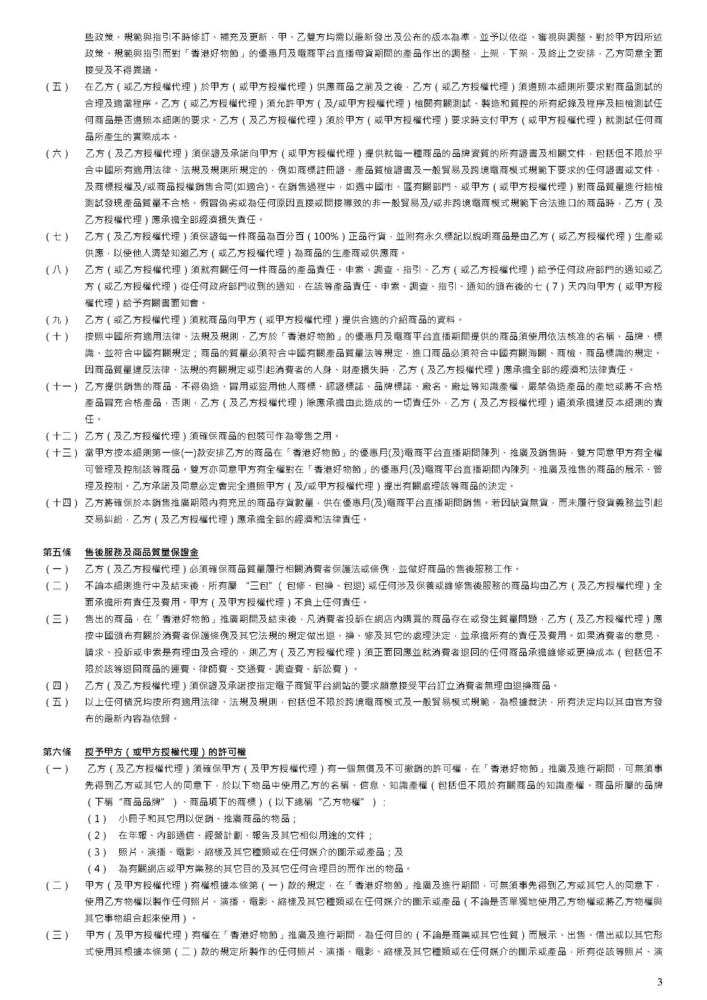 些政策、規範與指引不時修訂、補充及更新，甲、乙雙方均需以最新發出及公布的版本為準，並予以依從、審視與調整。對於甲方因所述
政策、規範與指引而對「香港好物節」的優惠月及電商平台直播帶貨期間的產品作出的調整，上架，下架，及終止之安排，乙方同意全面
接受及不得異議。
（五） 在乙方（或乙方授權代理）於甲方（或甲方授權代理）供應商品之前及之後，乙方（或乙方授權代理）須遵照本細則所要求對商品測試的
合理及適當程序。乙方（或乙方授權代理）須允許甲方（及/或甲方授權代理）檢閱有關測試、製造和質控的所有紀錄及程序及抽檢測試任
何商品是否遵照本細則的要求。乙方（及乙方授權代理）須於甲方（或甲方授權代理）要求時支付甲方（或甲方授權代理）就測試任何商
品所產生的實際成本。
（六） 乙方（及乙方授權代理）須保證及承諾向甲方（或甲方授權代理）提供就每一種商品的品牌資質的所有證書及相關文件，包括但不限於乎
合中國所有適用法律、法規及規則所規定的，例如商標註冊證、產品質檢證書及一般貿易及跨境電商模式規範下要求的任何證書或文件，
及商標授權及/或商品授權銷售合同(如適合)。在銷售過程中，如遇中國市、區有關部門、或甲方（或甲方授權代理）對商品質量進行抽檢
測試發現產品質量不合格、假冒偽劣或為任何原因直接或間接導致的非一般貿易及/或非跨境電商模式規範下合法進口的商品時，乙方（及
乙方授權代理）應承擔全部經濟損失責任。
（七） 乙方（及乙方授權代理）須保證每一件商品為百分百（100%）正品行貨，並附有永久標記以說明商品是由乙方（或乙方授權代理）生產或
供應，以使他人清楚知道乙方（或乙方授權代理）為商品的生產商或供應商。
（八） 乙方（或乙方授權代理）須就有關任何一件商品的產品責任、申索、調查、指引、乙方（或乙方授權代理）給予任何政府部門的通知或乙
方（或乙方授權代理）從任何政府部門收到的通知，在該等產品責任、申索、調查、指引、通知的頒布後的七（7）天內向甲方（或甲方授
權代理）給予有關書面知會。
（九） 乙方（或乙方授權代理）須就商品向甲方（或甲方授權代理）提供合適的介紹商品的資料。
（十） 按照中國所有適用法律、法規及規則，乙方於「香港好物節」的優惠月及電商平台直播期間提供的商品須使用依法核准的名稱、品牌、標
識、並符合中國有關規定；商品的質量必須符合中國有關產品質量法等規定，進口商品必須符合中國有關海關、商檢、商品標識的規定。
因商品質量違反法律、法規的有關規定或引起消費者的人身、財產損失時，乙方（及乙方授權代理）應承擔全部的經濟和法律責任。
（十一） 乙方提供銷售的商品，不得偽造、冒用或盜用他人商標、認證標誌、品牌標誌、廠名、廠址等知識產權，嚴禁偽造產品的產地或將不合格
產品冒充合格產品，否則，乙方（及乙方授權代理）除應承擔由此造成的一切責任外，乙方（及乙方授權代理）還須承擔違反本細則的責
任。
（十二） 乙方（及乙方授權代理）須確保商品的包裝可作為零售之用。
（十三） 當甲方按本細則第一條(一)款安排乙方的商品在「香港好物節」的優惠月(及)電商平台直播期間陳列、推廣及銷售時，雙方同意甲方有全權
可管理及控制該等商品。雙方亦同意甲方有全權對在「香港好物節」的優惠月(及)電商平台直播期間內陳列、推廣及推售的商品的展示、管
理及控制。乙方承諾及同意必定會完全遵照甲方（及/或甲方授權代理）提出有關處理該等商品的決定。
（十四） 乙方將確保於本銷售推廣期限內有充足的商品存貨數量，供在優惠月(及)電商平台直播期間銷售。若因缺貨無貨，而未履行發貨義務並引起
交易糾紛，乙方（及乙方授權代理）應承擔全部的經濟和法律責任。
第五條 售後服務及商品質量保證金
（一） 乙方（及乙方授權代理）必須確保商品質量履行相關消費者保護法或條例，並做好商品的售後服務工作。
（二） 不論本細則進行中及結束後，所有屬 “三包”（ 包修、包換、包退) 或任何涉及保養或維修售後服務的商品均由乙方（及乙方授權代理）全
面承擔所有責任及費用。甲方（及甲方授權代理）不負上任何責任。
（三） 售出的商品，在「香港好物節」推廣期間及結束後，凡消費者投訴在網店內購買的商品存在或發生質量問題，乙方（及乙方授權代理）應
按中國頒布有關於消費者保護條例及其它法規的規定做出退、換、修及其它的處理決定，並承擔所有的責任及費用。如果消費者的意見、
請求、投訴或申索是有理由及合理的，則乙方（及乙方授權代理）須正面回應並就消費者退回的任何商品承擔維修或更換成本（包括但不
限於該等退回商品的運費、律師費、交通費、調查費、訴訟費）。
（四） 乙方（及乙方授權代理）須保證及承諾按指定電子商貿平台網站的要求願意接受平台訂立消費者無理由退換商品。
（五） 以上任何情況均按所有適用法律、法規及規則，包括但不限於跨境電商模式及一般貿易模式規範，為根據裁決，所有決定均以其由官方發
布的最新內容為依歸。
第六條 授予甲方（或甲方授權代理）的許可權
（一） 乙方（及乙方授權代理）須確保甲方（及甲方授權代理）有一個無償及不可撤銷的許可權，在「香港好物節」推廣及進行期間，可無須事
先得到乙方或其它人的同意下，於以下物品中使用乙方的名稱、信息、知識產權（包括但不限於有關商品的知識產權、商品所屬的品牌
（下稱“商品品牌” ）、商品項下的商標）（以下總稱“乙方物權” ）：
（1） 小冊子和其它用以促銷、推廣商品的物品；
（2） 在年報、內部通信、經營計劃、報告及其它相似用途的文件；
（3） 照片、演播、電影、縮樣及其它種類或在任何媒介的圖示或產品；及
（4） 為有關網店或甲方業務的其它目的及其它任何合理目的而作出的物品。
（二） 甲方（及甲方授權代理）有權根據本條第（一）款的規定，在「香港好物節」推廣及進行期間，可無須事先得到乙方或其它人的同意下，
使用乙方物權以製作任何照片、演播、電影、縮樣及其它種類或在任何媒介的圖示或產品（不論是否單獨地使用乙方物權或將乙方物權與
其它事物組合起來使用）。
（三） 甲方（及甲方授權代理）有權在「香港好物節」推廣及進行期間，為任何目的（不論是商業或其它性質）而展示、出售、借出或以其它形
式使用其根據本條第（二）款的規定所製作的任何照片、演播、電影、縮樣及其它種類或在任何媒介的圖示或產品，所有從該等照片、演
3